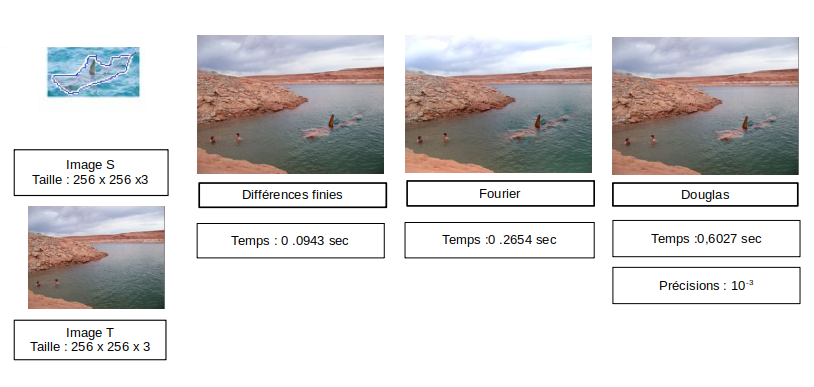 Image S
Taille : 256 x 256 x3
Image T
Taille : 256 x 256 x 3
Différences finies
Temps : 0 .0943 sec
Fourier
Temps :0 .2654 sec
Douglas
Temps :0,6027 sec
Précisions : 10⁻³